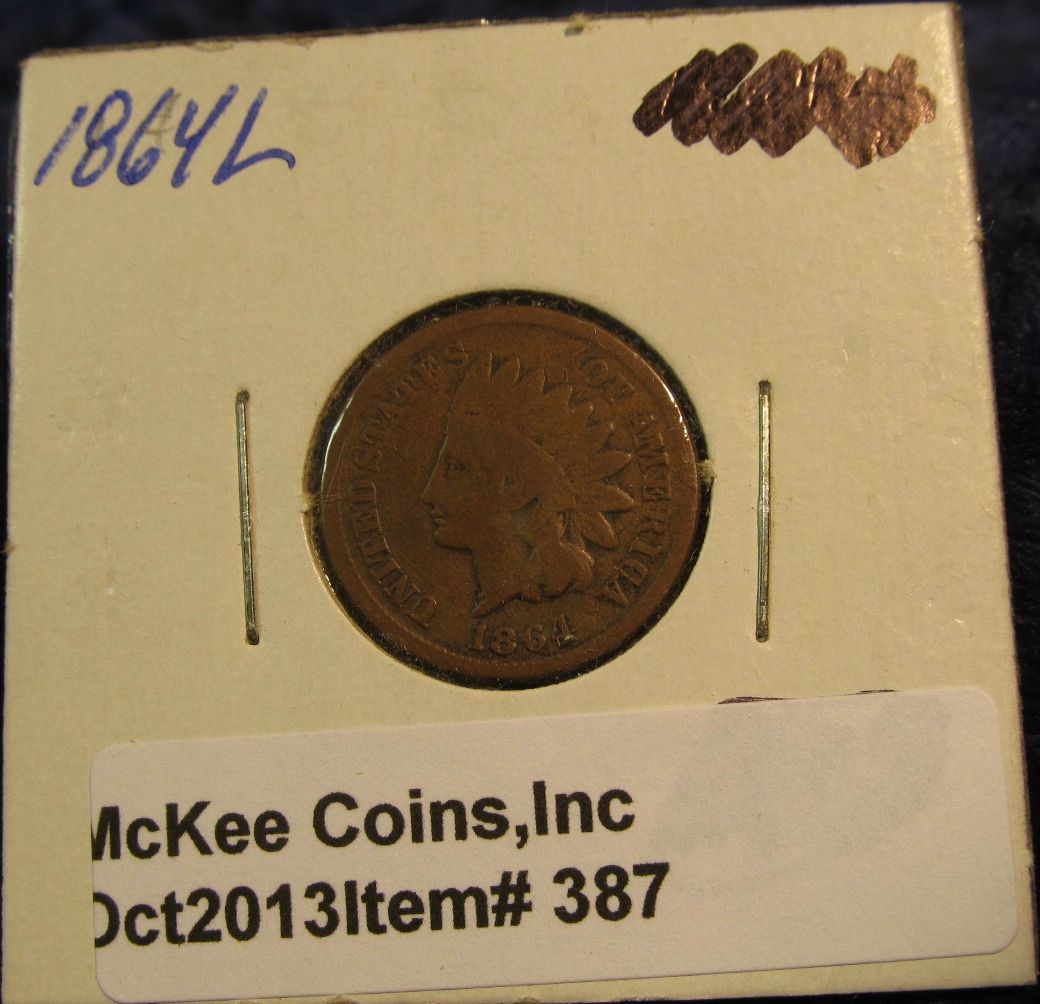 1864L
UNITED STATES OF AMERICA
1864
McKee Coins,Inc
Oct2013Item# 387